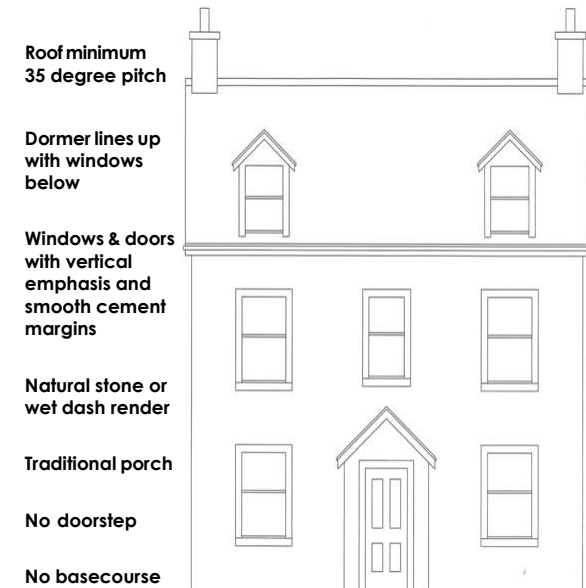 Roof minimum
35 degree pitch
Dormer lines up
with windows
below
Windows & doors
with vertical
emphasis and
smooth cement
margins
Natural stone or
wet dash render
Traditional porch
No doorstep
No basecourse